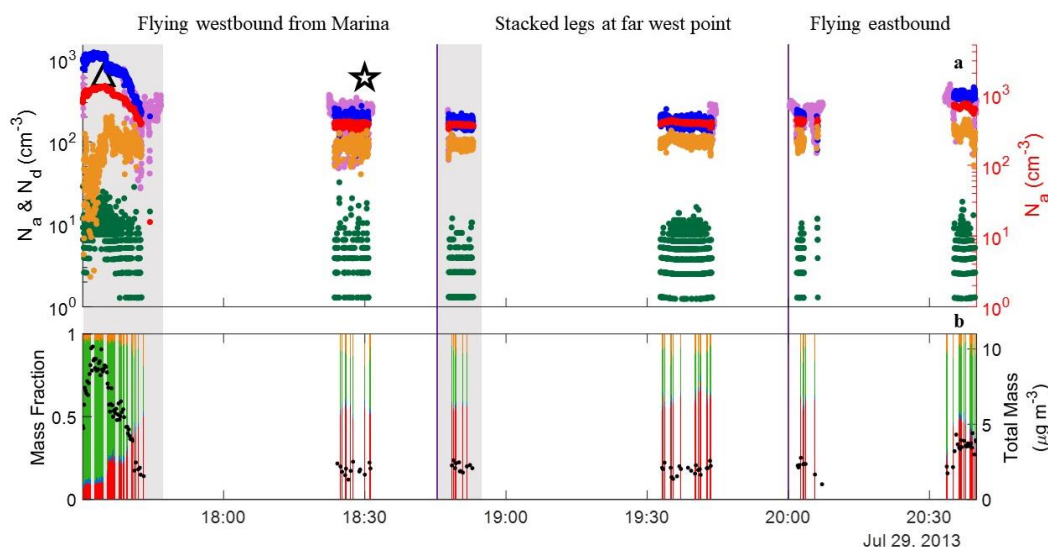 Flying westbound from Marina
Stacked legs at far west point
Flying eastbound
a
10^3
10^2
10^1
10^0
N_a & N_d (cm^-3)
10^3
10^2
10^1
10^0
N_a (cm^-3)
b
1
0.5
0
Mass Fraction
10
5
0
Total Mass
(μg m^-3)
18:00 18:30 19:00 19:30 20:00 20:30
Jul 29, 2013